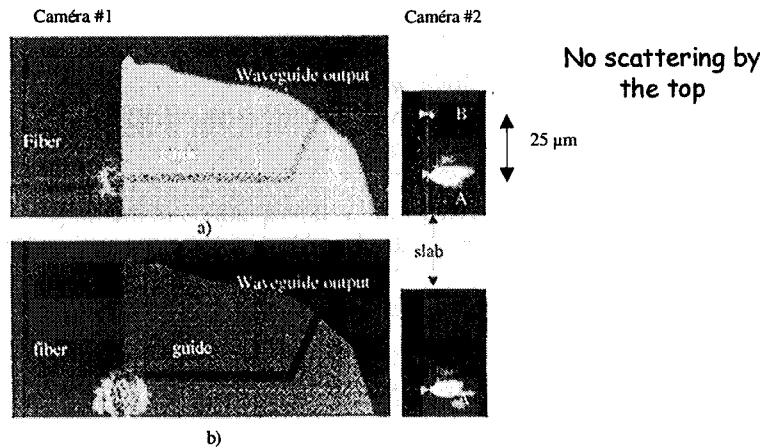 Caméra #1
Caméra #2
No scattering by
the top
Waveguide output
Fiber
B
25 µm
A
a)
slab
Waveguide output
fiber
guide
b)